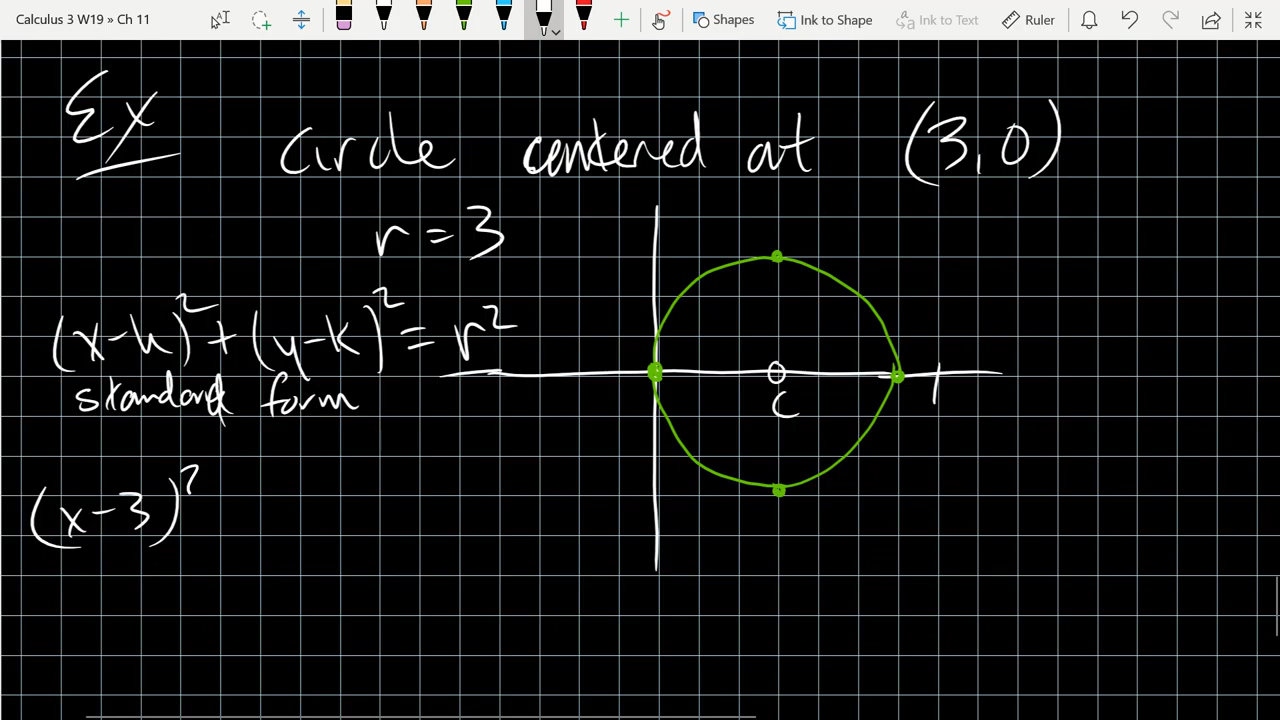 Calculus 3 W19 » Ch 11
Shapes
Ink to Shape
Ink to Text
Ruler
Ex Circle centered at (3,0)
r = 3
(x-h)² + (y-k)² = r²
standard form
C
(x-3)²